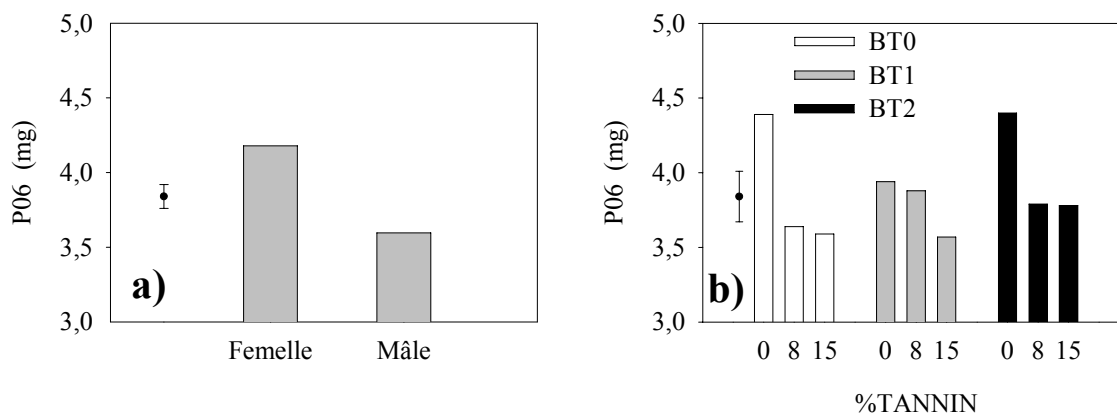 5,0
4,5
4,0
3,5
3,0
P06 (mg)
a)
Femelle Mâle
5,0
4,5
4,0
3,5
3,0
P06 (mg)
BT0
BT1
BT2
b)
0 8 15 0 8 15 0 8 15
%TANNIN